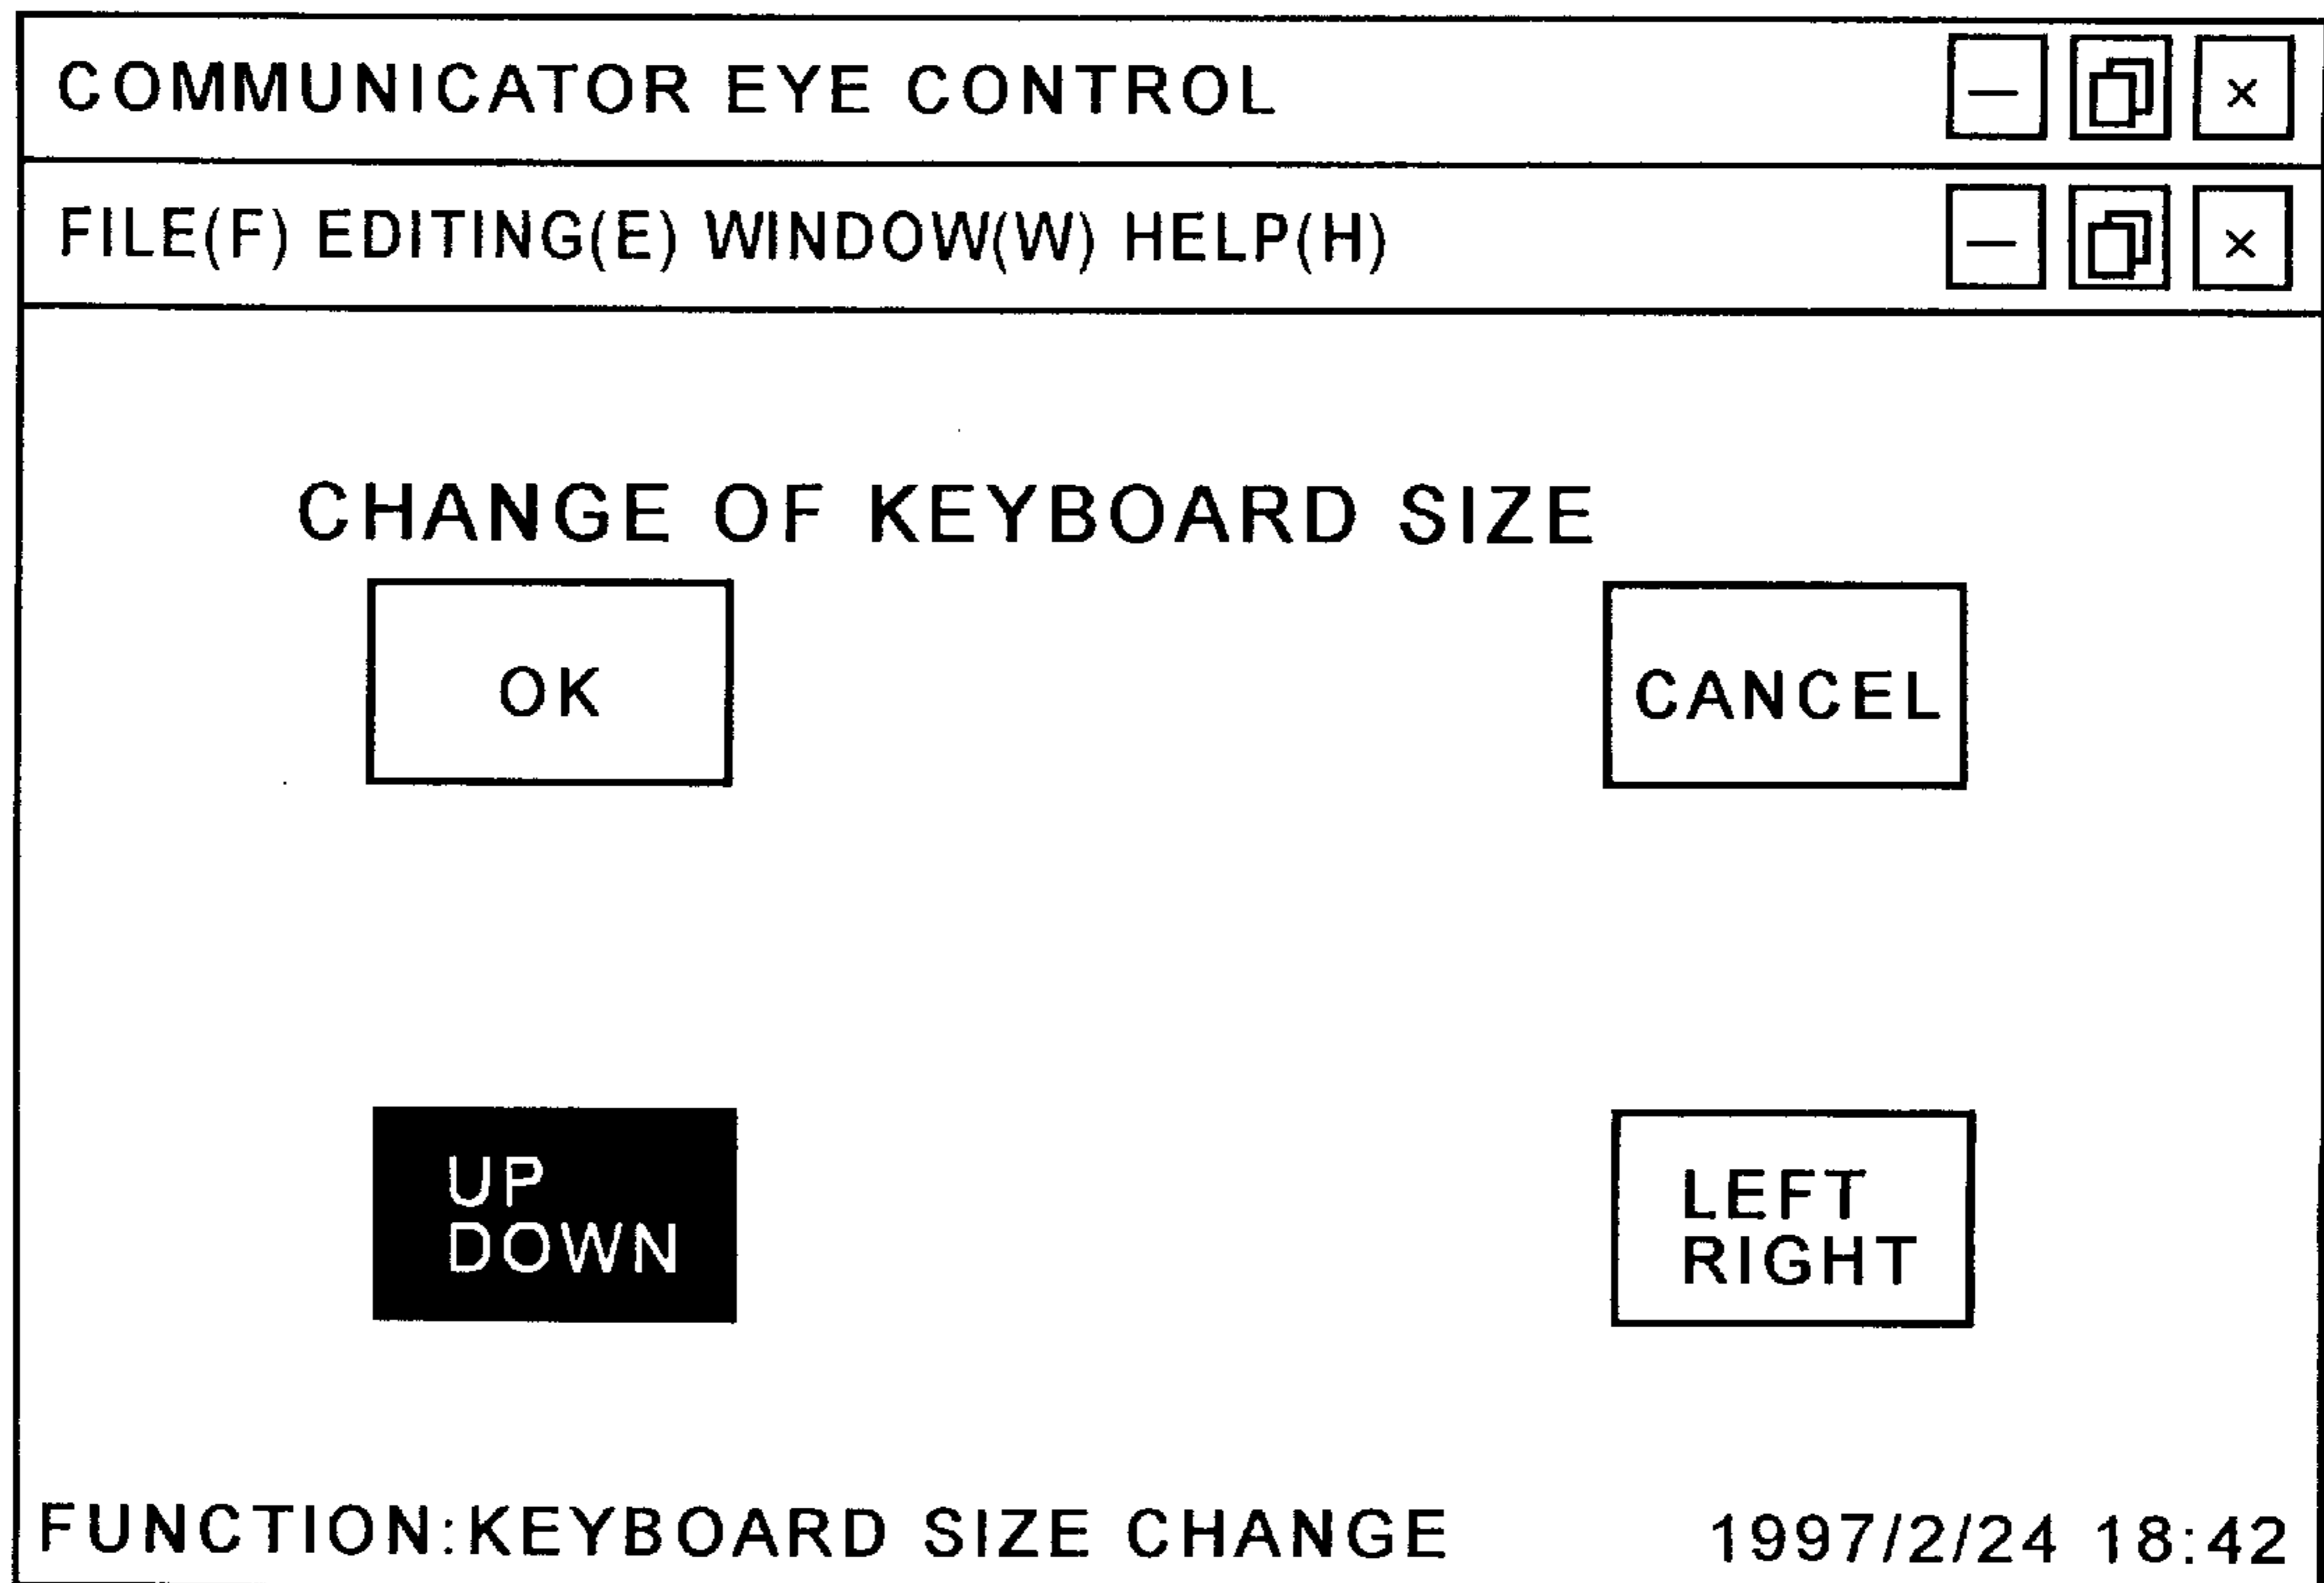 COMMUNICATOR EYE CONTROL
FILE(F) EDITING(E) WINDOW(W) HELP(H)
CHANGE OF KEYBOARD SIZE
OK
CANCEL
UP
DOWN
LEFT
RIGHT
FUNCTION:KEYBOARD SIZE CHANGE
1997/2/24 18:42